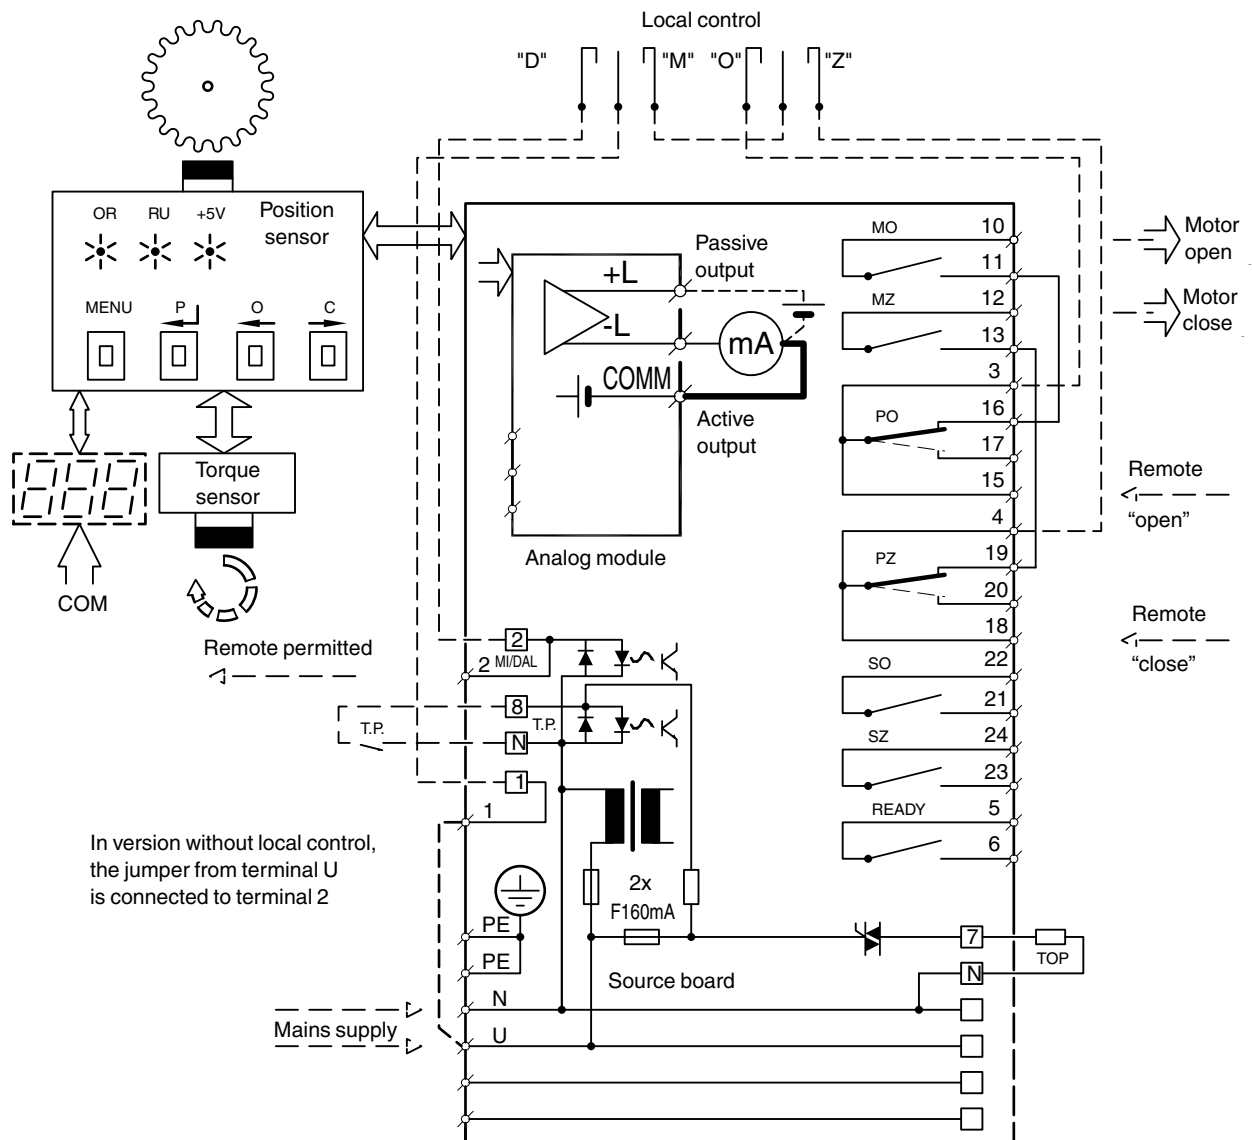 Local control
"D"
"M"
"O"
"Z"
OR
RU
+5V
Position
sensor
MENU
P
O
C
Torque
sensor
COM
Passive
output
+L
-L
mA
COMM
Active
output
Analog module
MO
10
11
MZ
12
13
3
PO
16
17
15
4
PZ
19
20
18
SO
22
21
SZ
24
23
READY
5
6
Motor
open
Motor
close
Remote
“open”
Remote
“close”
Remote permitted
2
2 MI/DAL
8
T.P.
T.P.
N
1
1
In version without local control,
the jumper from terminal U
is connected to terminal 2
2x
F160mA
PE
PE
Source board
7
TOP
N
N
Mains supply
U